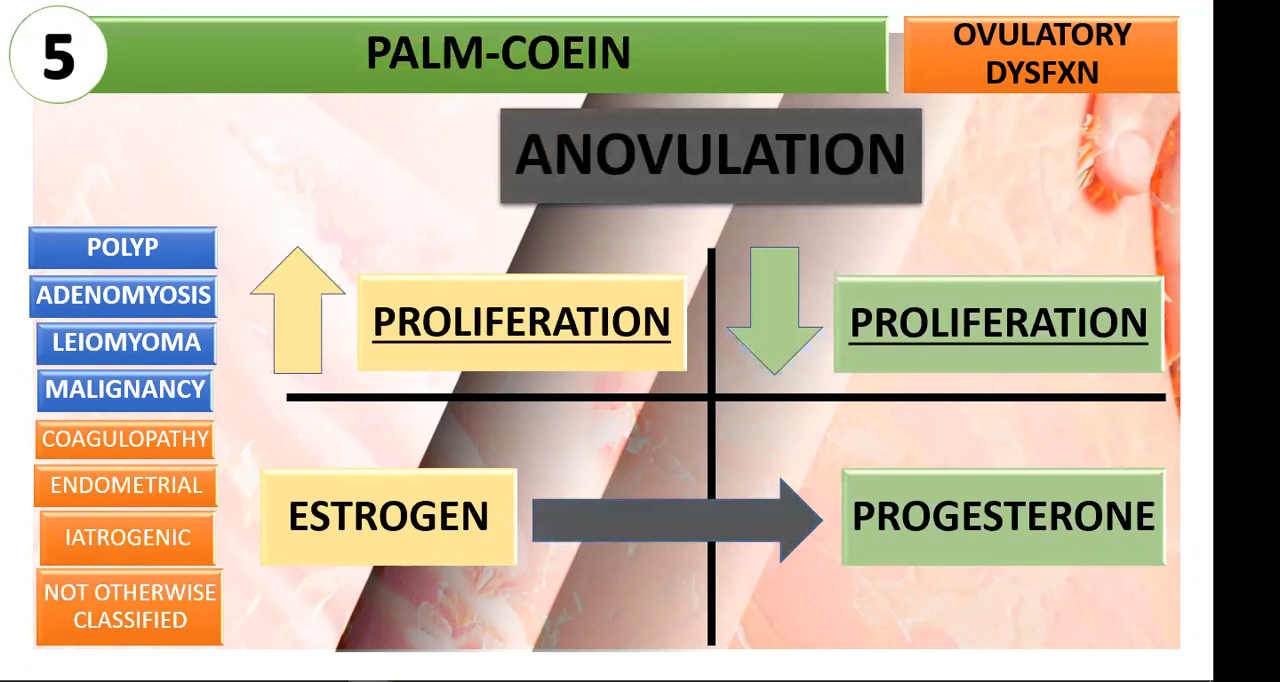 5
PALM-COEIN
OVULATORY
DYSFXN
ANOVULATION
POLYP
ADENOMYOSIS
LEIOMYOMA
MALIGNANCY
COAGULOPATHY
ENDOMETRIAL
IATROGENIC
NOT OTHERWISE
CLASSIFIED
PROLIFERATION
PROLIFERATION
ESTROGEN
PROGESTERONE